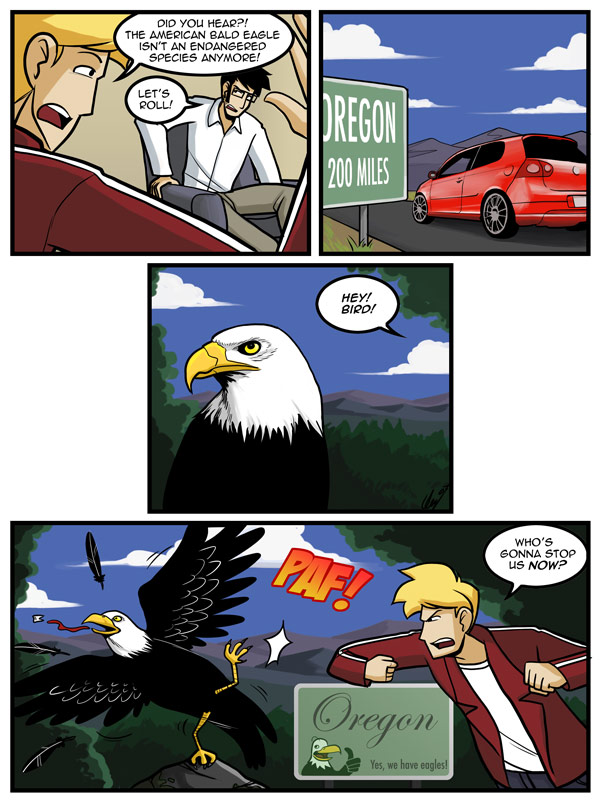 DID YOU HEAR?!
THE AMERICAN BALD EAGLE
ISN'T AN ENDANGERED
SPECIES ANYMORE!
LET'S
ROLL!
OREGON
200 MILES
HEY!
BIRD!
PAF!
WHO'S
GONNA STOP
US NOW?
Oregon
Yes, we have eagles!